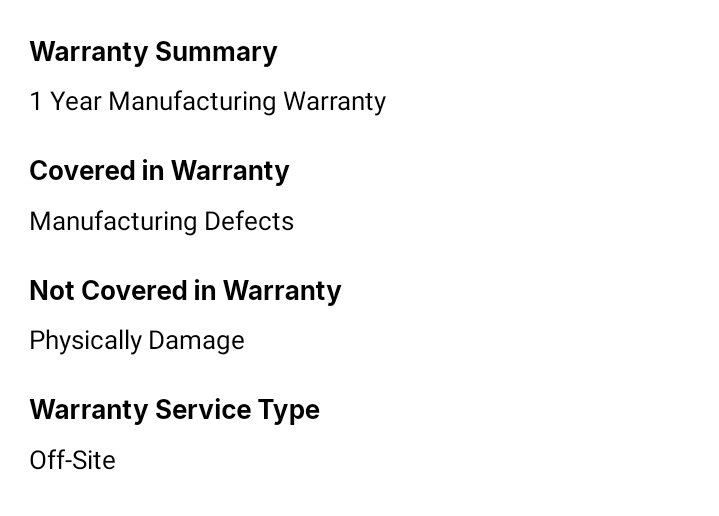 Warranty Summary
1 Year Manufacturing Warranty
Covered in Warranty
Manufacturing Defects
Not Covered in Warranty
Physically Damage
Warranty Service Type
Off-Site